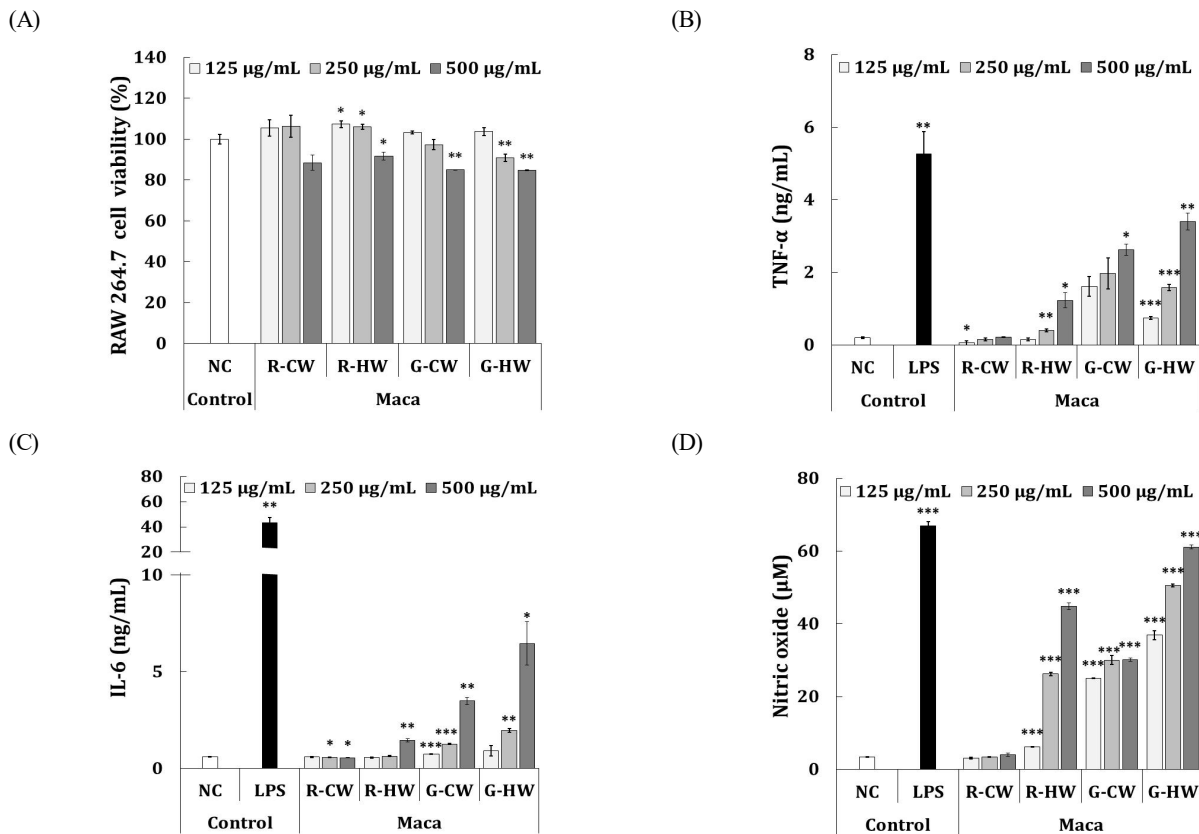 (A)
140
120
100
80
60
40
20
0
RAW 264.7 cell viability (%)
125 μg/mL 250 μg/mL 500 μg/mL
* * * ** ** **
NC R-CW R-HW G-CW G-HW
Control Maca
(B)
8
6
4
2
0
TNF-α (ng/mL)
125 μg/mL 250 μg/mL 500 μg/mL
** * ** * * *** *** **
NC LPS R-CW R-HW G-CW G-HW
Control Maca
(C)
80
60
40
20
10
5
0
IL-6 (ng/mL)
125 μg/mL 250 μg/mL 500 μg/mL
** * * ** *** *** ** ** *
NC LPS R-CW R-HW G-CW G-HW
Control Maca
(D)
80
60
40
20
0
Nitric oxide (μM)
125 μg/mL 250 μg/mL 500 μg/mL
*** *** *** *** *** *** *** *** *** ***
NC LPS R-CW R-HW G-CW G-HW
Control Maca